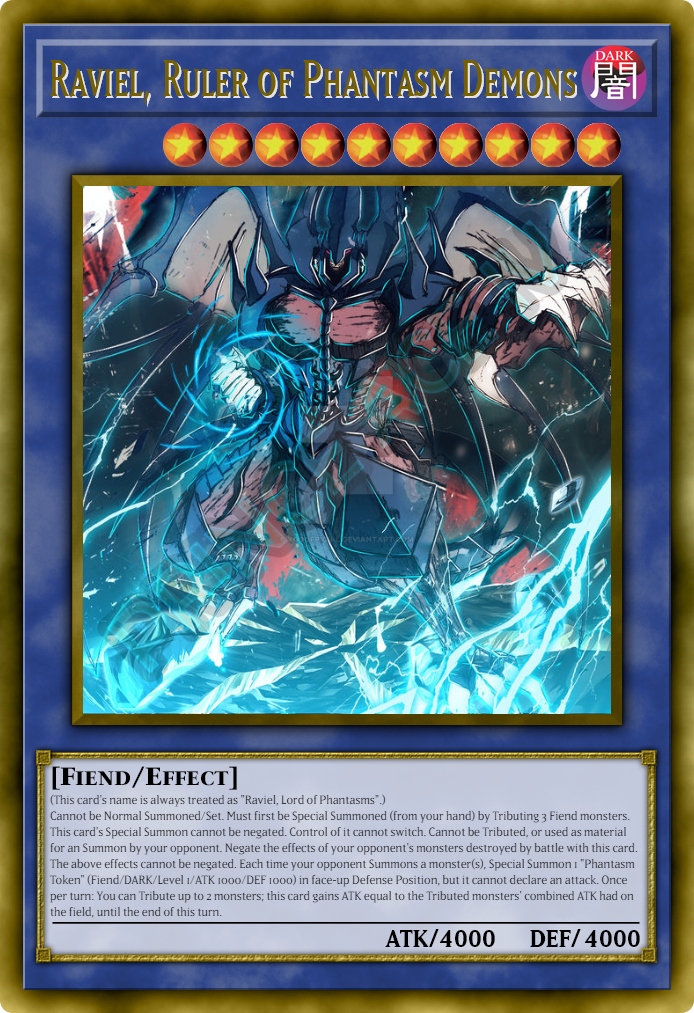 Raviel, Ruler of Phantasm Demons
DARK
闇
DEVIANTART
[Fiend/Effect]
(This card's name is always treated as "Raviel, Lord of Phantasms".)
Cannot be Normal Summoned/Set. Must first be Special Summoned (from your hand) by Tributing 3 Fiend monsters.
This card's Special Summon cannot be negated. Control of it cannot switch. Cannot be Tributed, or used as material
for an Summon by your opponent. Negate the effects of your opponent's monsters destroyed by battle with this card.
The above effects cannot be negated. Each time your opponent Summons a monster(s), Special Summon 1 "Phantasm
Token" (Fiend/DARK/Level 1/ATK 1000/DEF 1000) in face-up Defense Position, but it cannot declare an attack. Once
per turn: You can Tribute up to 2 monsters; this card gains ATK equal to the Tributed monsters' combined ATK had on
the field, until the end of this turn.
ATK/4000 DEF/ 4000